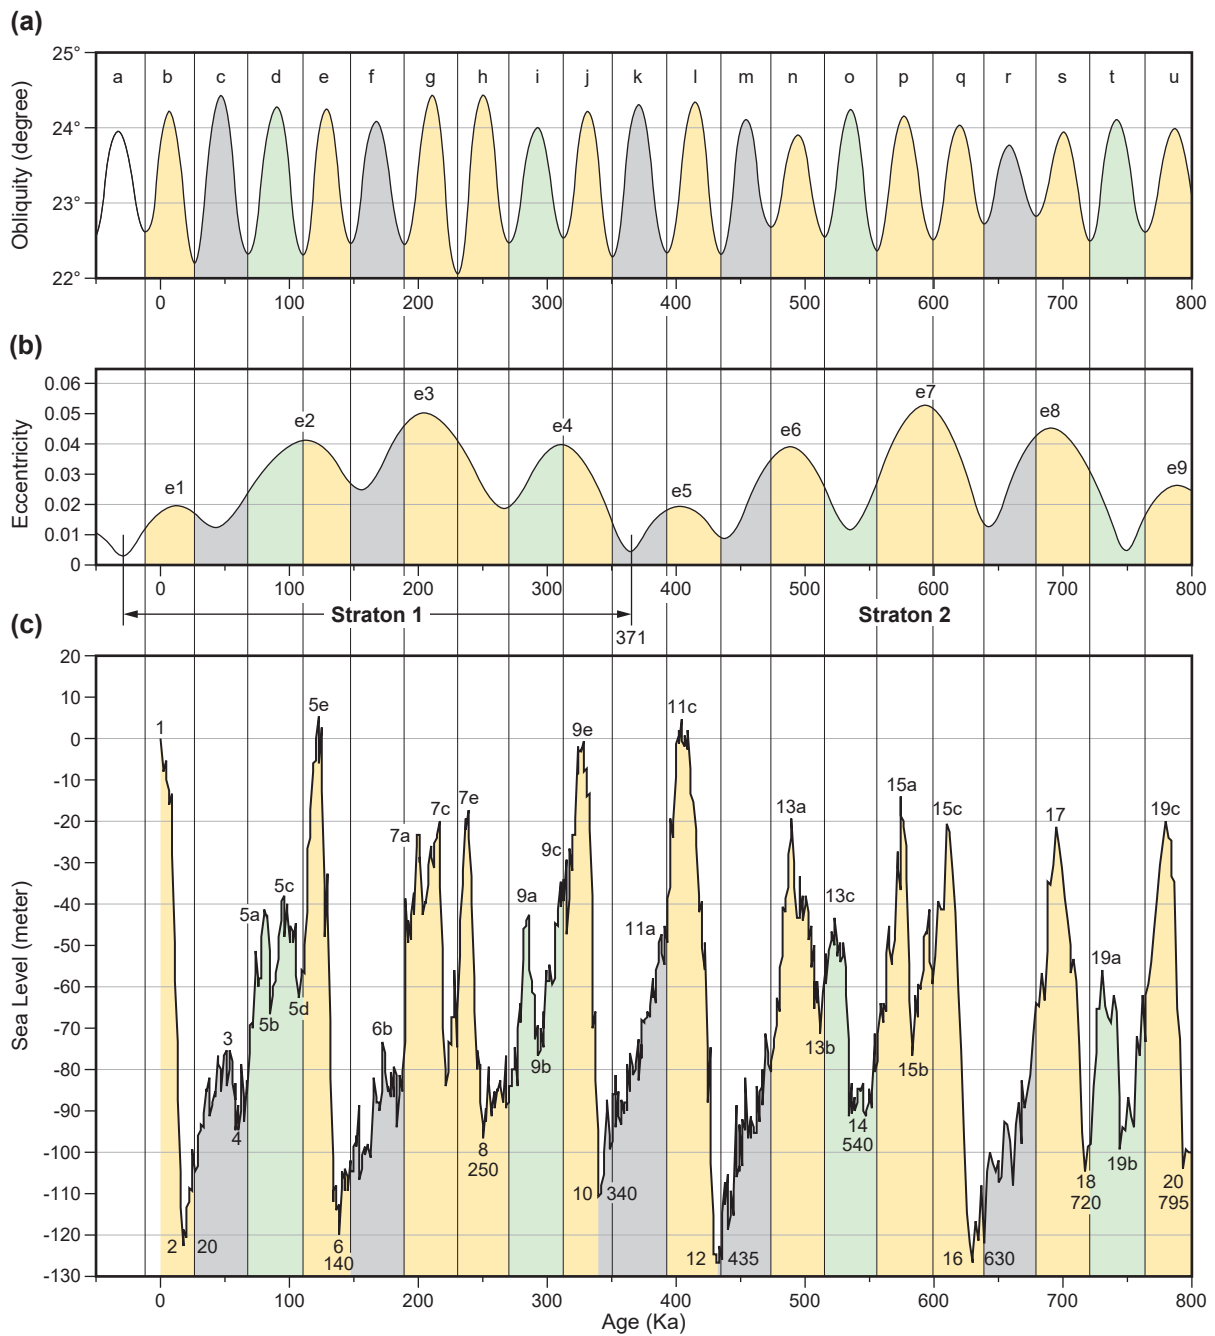 (a)
25°
24°
23°
22°
Obliquity (degree)
a b c d e f g h i j k l m n o p q r s t u
0 100 200 300 400 500 600 700 800
(b)
0.06
0.05
0.04
0.03
0.02
0.01
0
Eccentricity
e1 e2 e3 e4 e5 e6 e7 e8 e9
0 100 200 300 400 500 600 700 800
Straton 1
371
Straton 2
(c)
20
10
0
-10
-20
-30
-40
-50
-60
-70
-80
-90
-100
-110
-120
-130
Sea Level (meter)
1
2 20
3
4
5a
5b
5c
5d
5e
6
140
6b
7a
7c
7e
8
250
9a
9b
9c
9e
10 340
11a
11c
12 435
13a
13b
13c
14
540
15a
15b
15c
16 630
17
18
720
19a
19b
19c
20
795
0 100 200 300 400 500 600 700 800
Age (Ka)